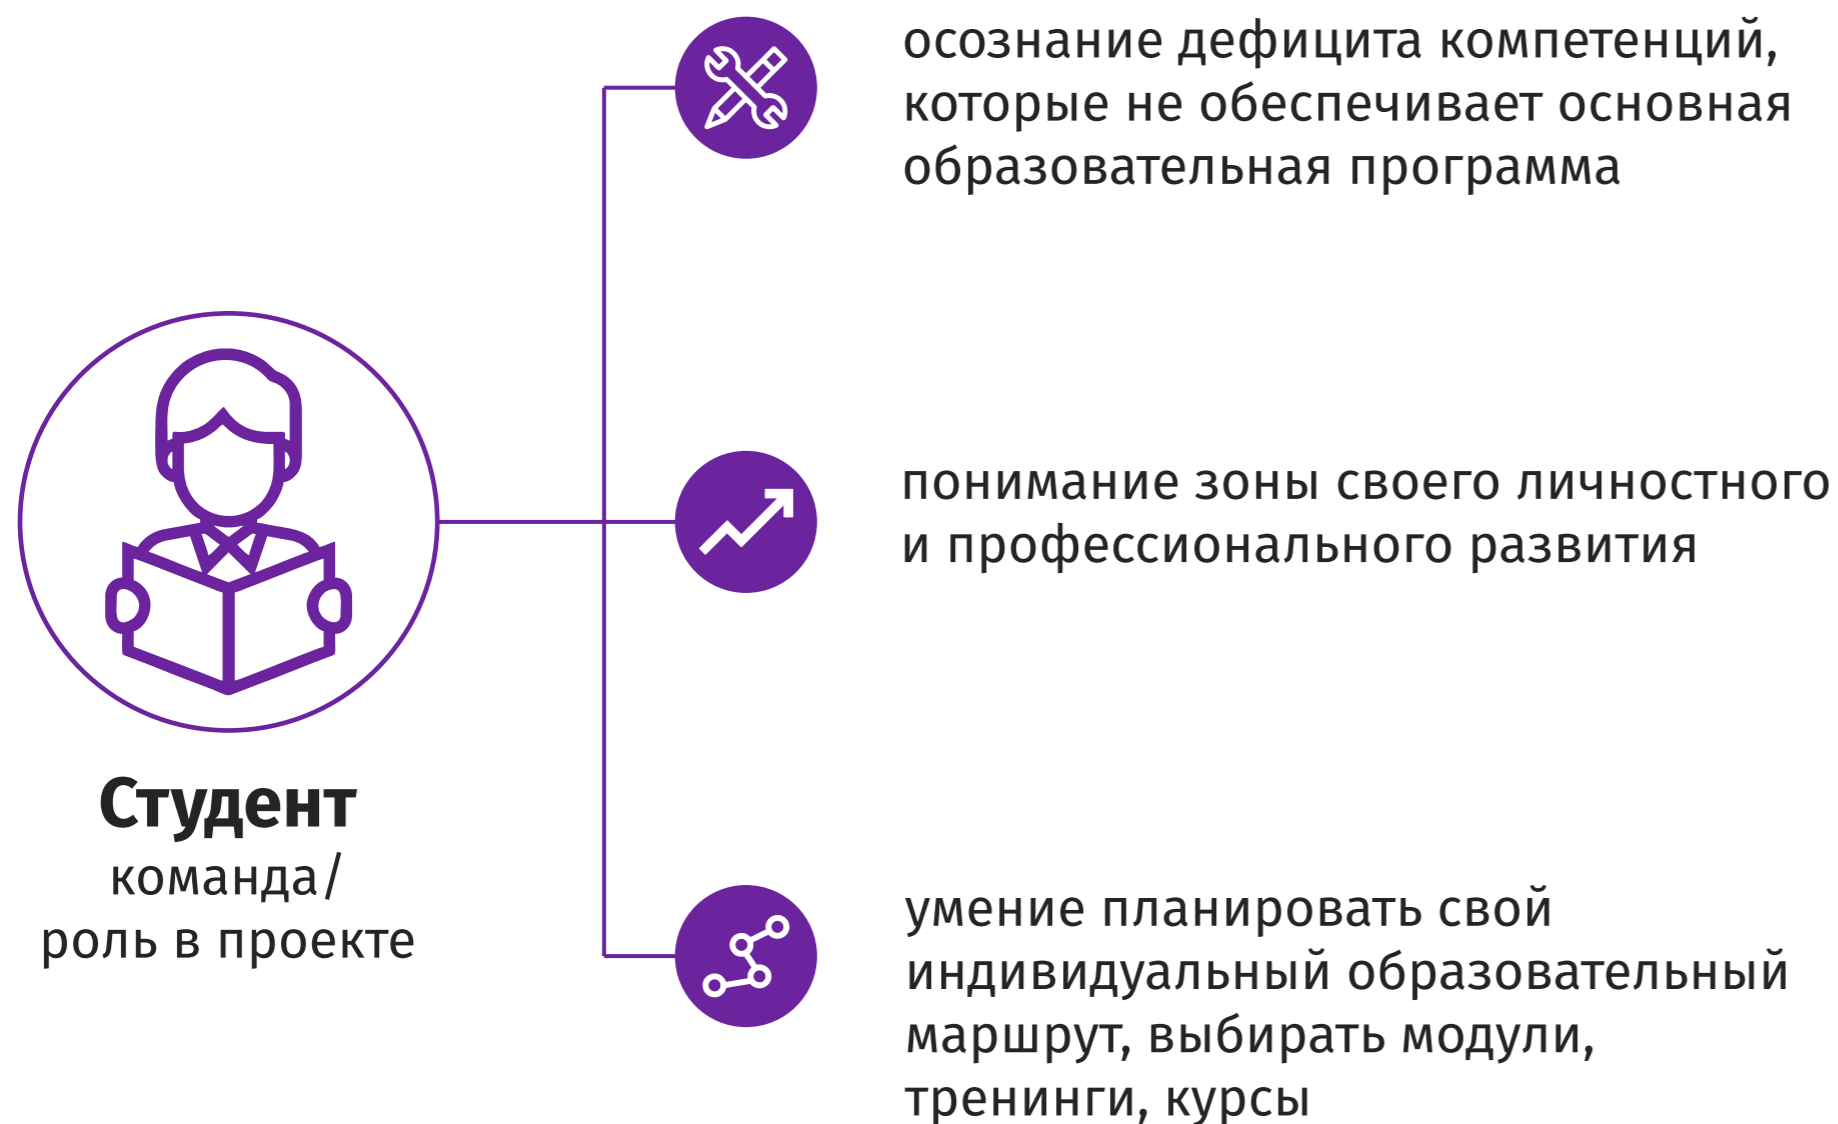 осознание дефицита компетенций,
которые не обеспечивает основная
образовательная программа
понимание зоны своего личностного
и профессионального развития
Студент
команда/
роль в проекте
умение планировать свой
индивидуальный образовательный
маршрут, выбирать модули,
тренинги, курсы